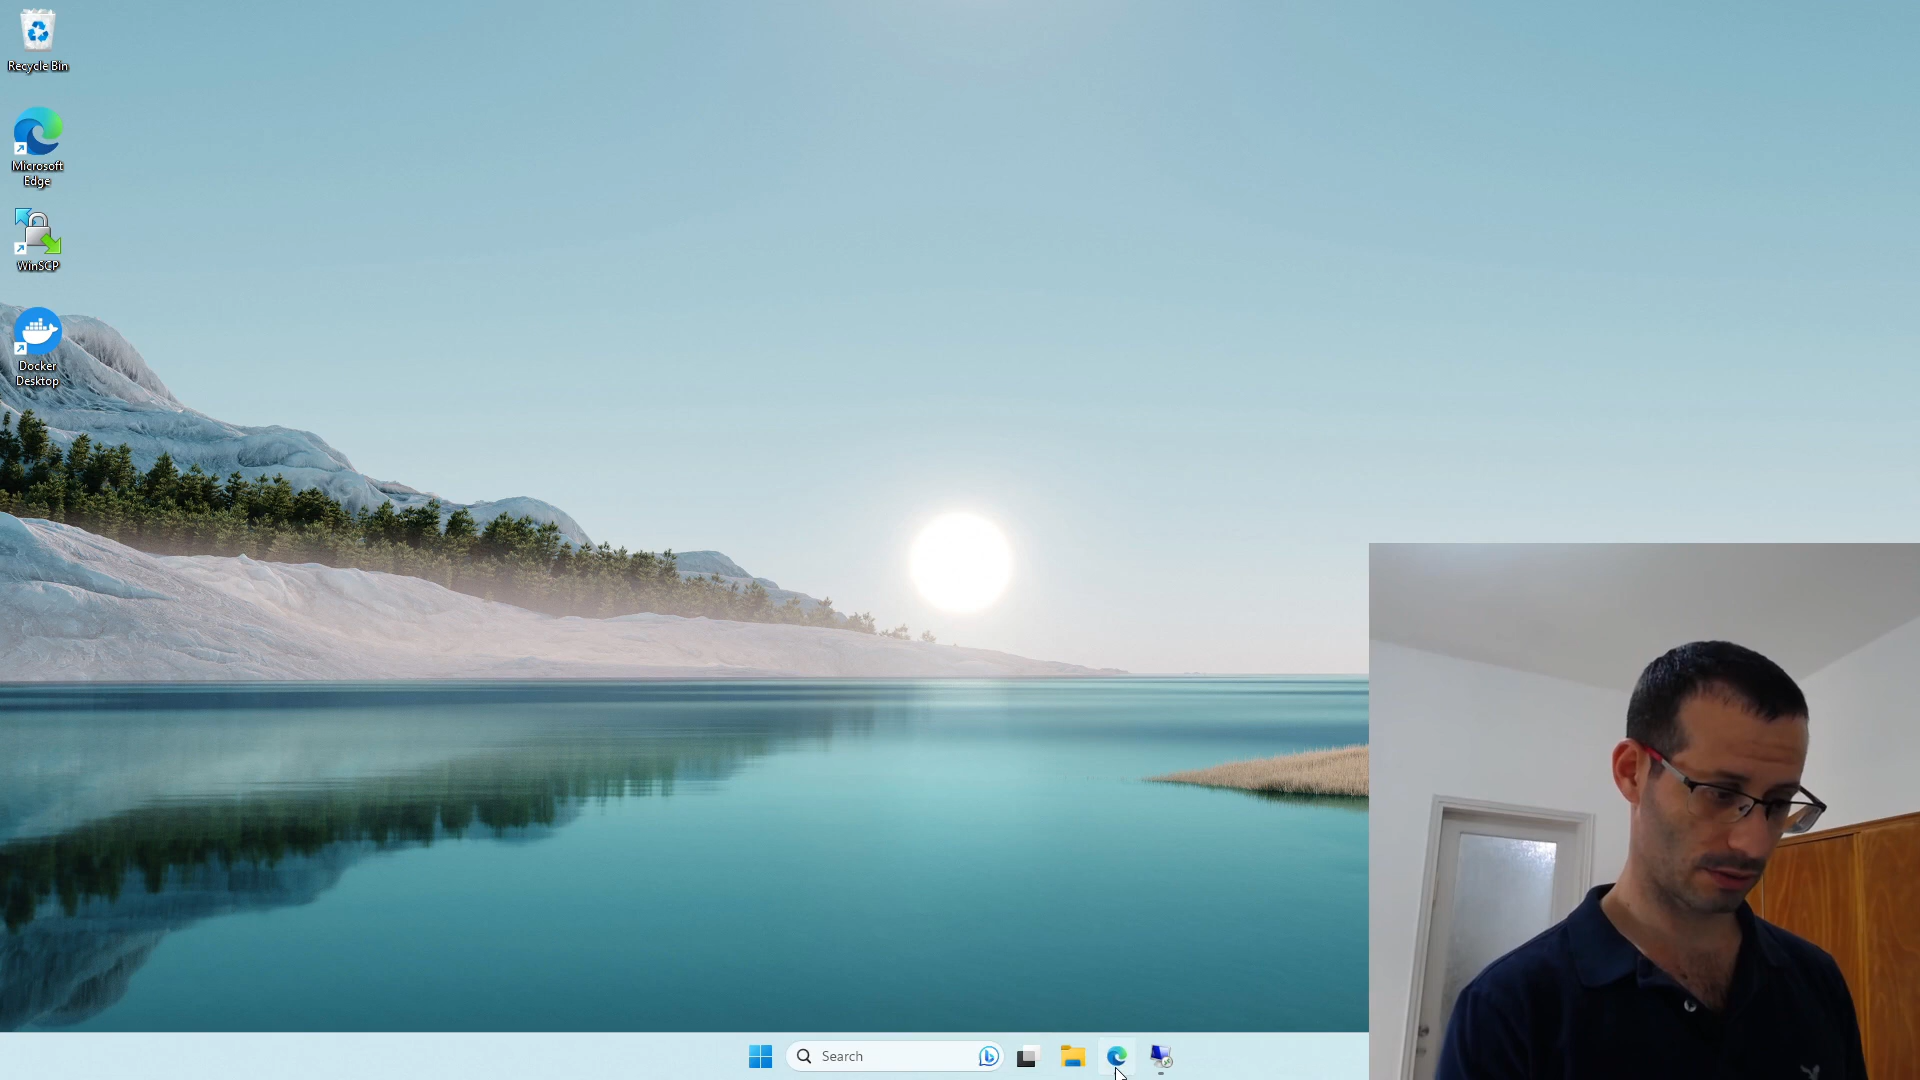 Recycle Bin
Microsoft
Edge
WinSCP
Docker
Desktop
Search